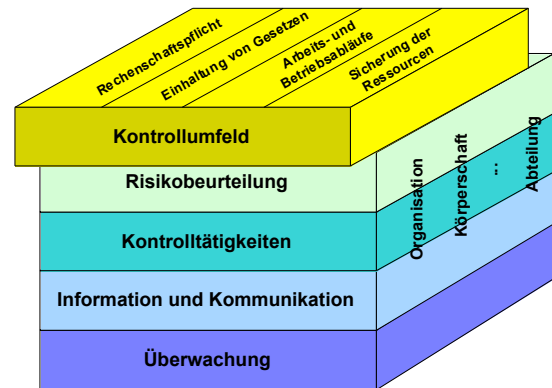 Rechenschaftspflicht
Einhaltung von Gesetzen
Arbeits- und
Betriebsabläufe
Sicherung der
Ressourcen
Kontrollumfeld
Risikobeurteilung
Kontrolltätigkeiten
Information und Kommunikation
Überwachung
Organisation
Körperschaft
...
Abteilung